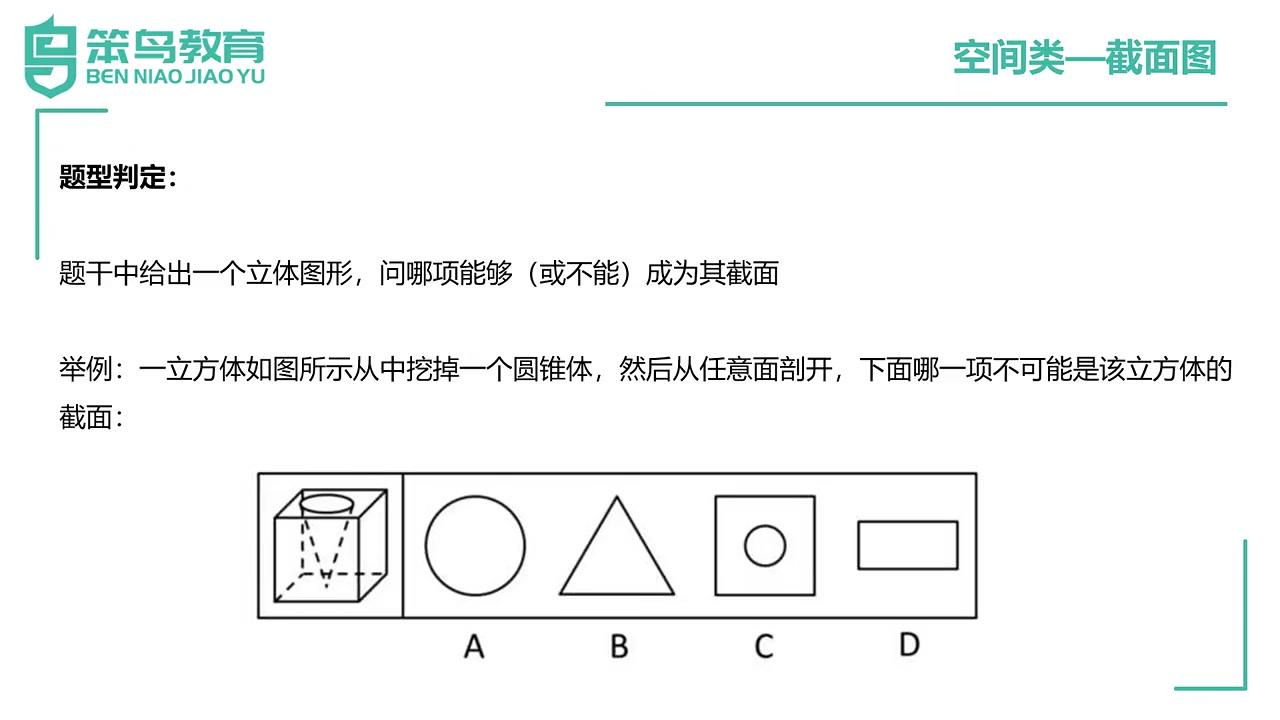 笨鸟教育
BEN NIAO JIAO YU
空间类—截面图
题型判定：
题干中给出一个立体图形，问哪项能够（或不能）成为其截面
举例：一立方体如图所示从中挖掉一个圆锥体，然后从任意面剖开，下面哪一项不可能是该立方体的
截面：
A B C D